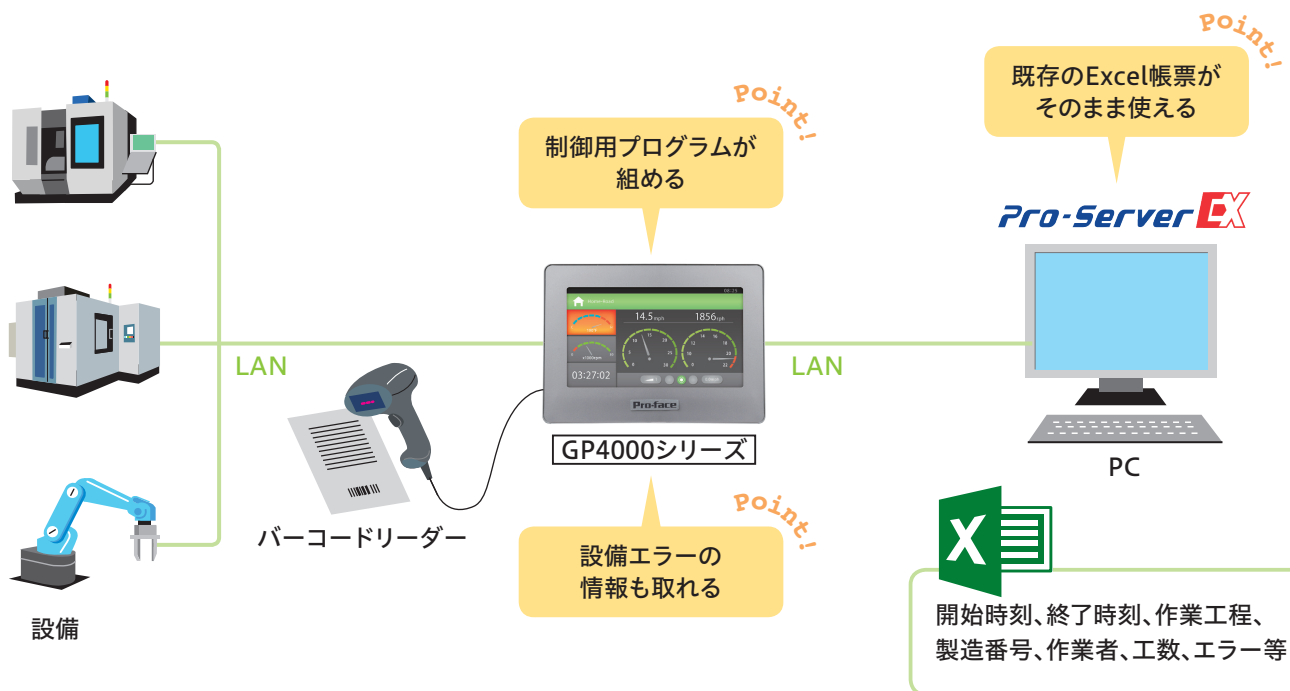 Point!
既存のExcel帳票が
そのまま使える
Point!
制御用プログラムが
組める
Pro-Server EX
08:25
14.5mph
1856rph
03:27:02
Pro-face
LAN
LAN
GP4000シリーズ
PC
バーコードリーダー
Point!
設備エラーの
情報も取れる
設備
X
開始時刻、終了時刻、作業工程、
製造番号、作業者、工数、エラー等